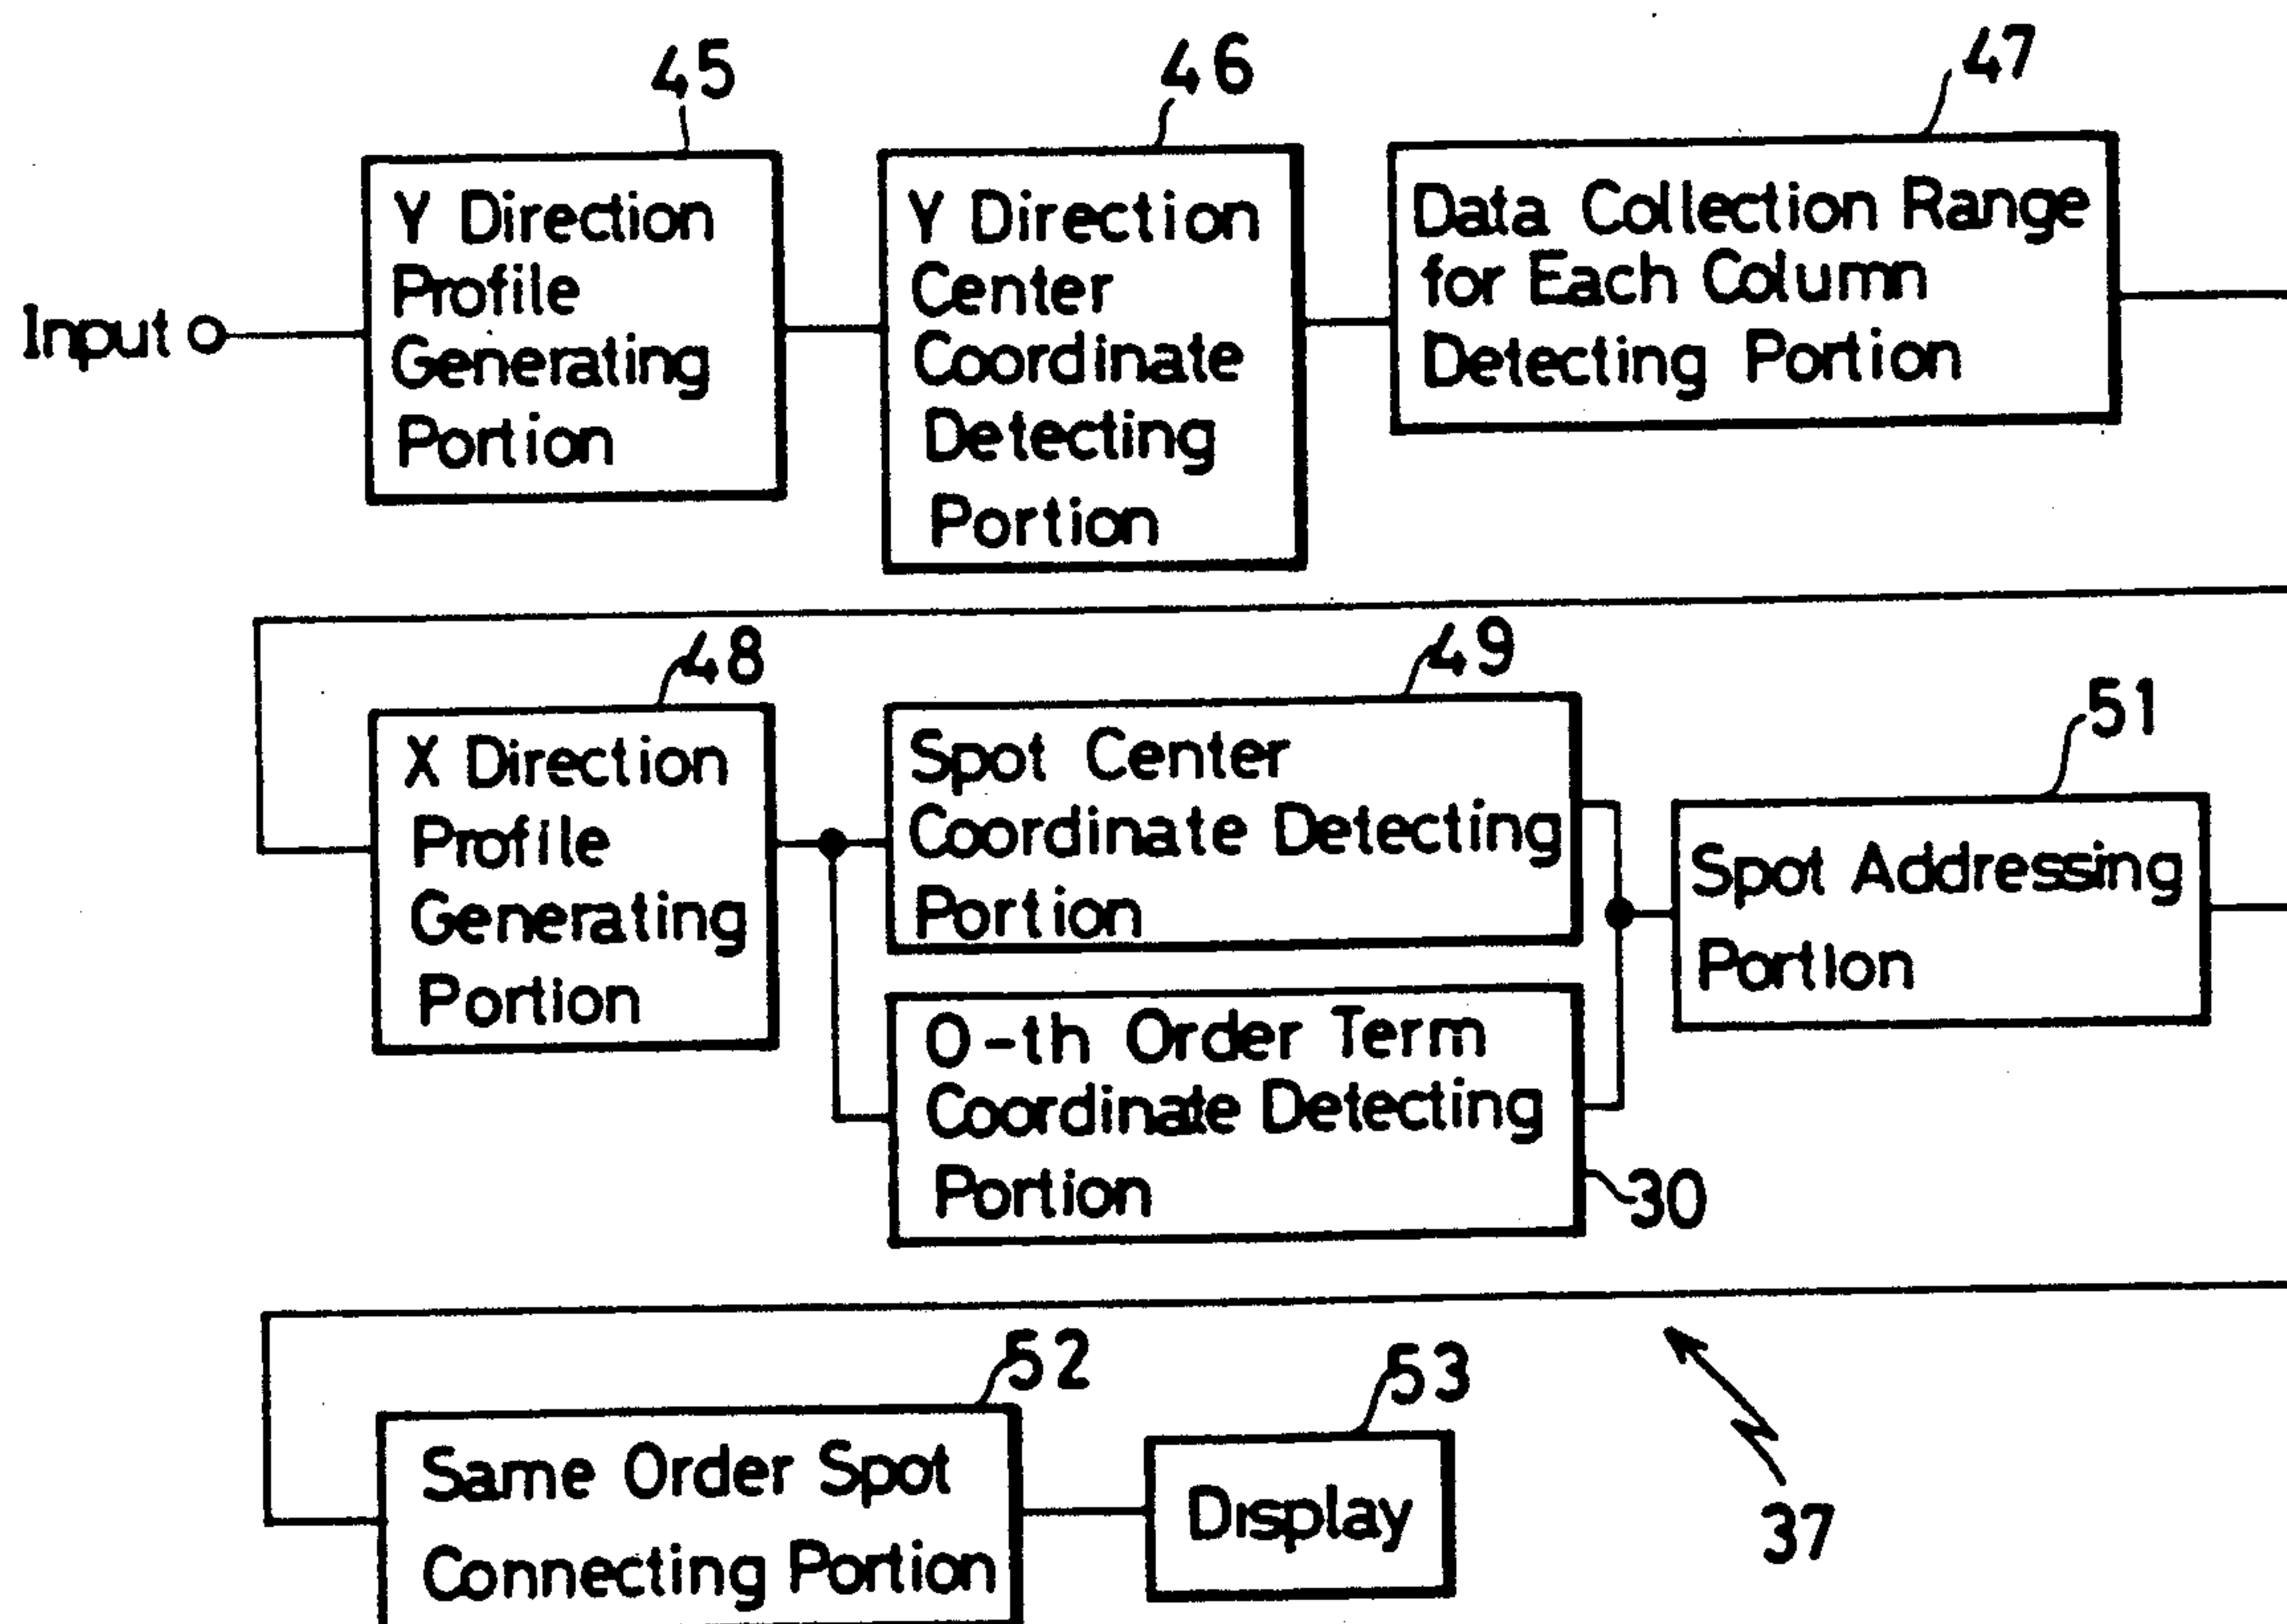 45
46
47
Input
Y Direction
Profile
Generating
Portion
Y Direction
Center
Coordinate
Detecting
Portion
Data Collection Range
for Each Column
Detecting Portion
48
49
51
X Direction
Profile
Generating
Portion
Spot Center
Coordinate Detecting
Portion
O-th Order Term
Coordinate Detecting
Portion
30
Spot Addressing
Portion
52
53
Same Order Spot
Connecting Portion
Display
37